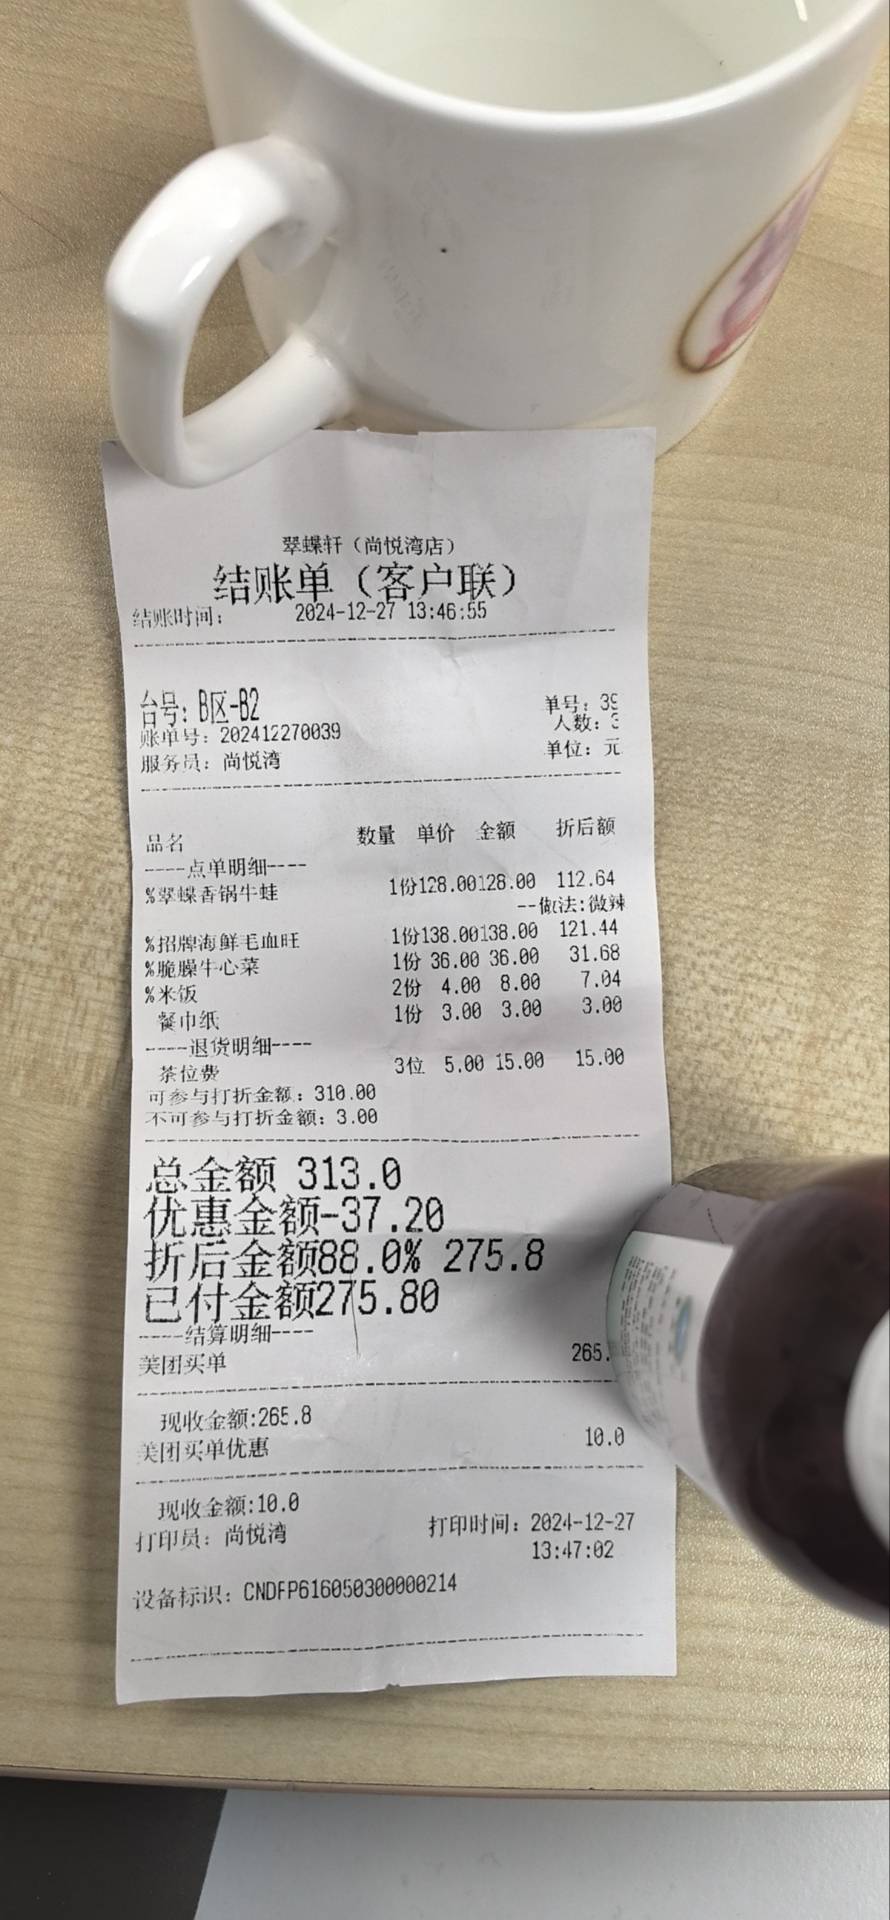 翠蝶轩（尚悦湾店）
结账单（客户联）
结账时间： 2024-12-27 13:46:55
台号：B区-B2 单号：39
账单号：202412270039 人数：3
服务员：尚悦湾 单位：元
品名 数量 单价 金额 折后额
----点单明细----
%翠蝶香锅牛蛙 1份128.00128.00 112.64
--做法:微辣
%招牌海鲜毛血旺 1份138.00138.00 121.44
%脆臊牛心菜 1份 36.00 36.00 31.68
%米饭 2份 4.00 8.00 7.04
餐巾纸 1份 3.00 3.00 3.00
----退货明细----
茶位费 3位 5.00 15.00 15.00
可参与打折金额：310.00
不可参与打折金额：3.00
总金额 313.0
优惠金额-37.20
折后金额88.0% 275.8
已付金额275.80
----结算明细----
美团买单 265.
现收金额:265.8
美团买单优惠 10.0
现收金额:10.0
打印员：尚悦湾 打印时间：2024-12-27
13:47:02
设备标识：CNDFP616050300000214